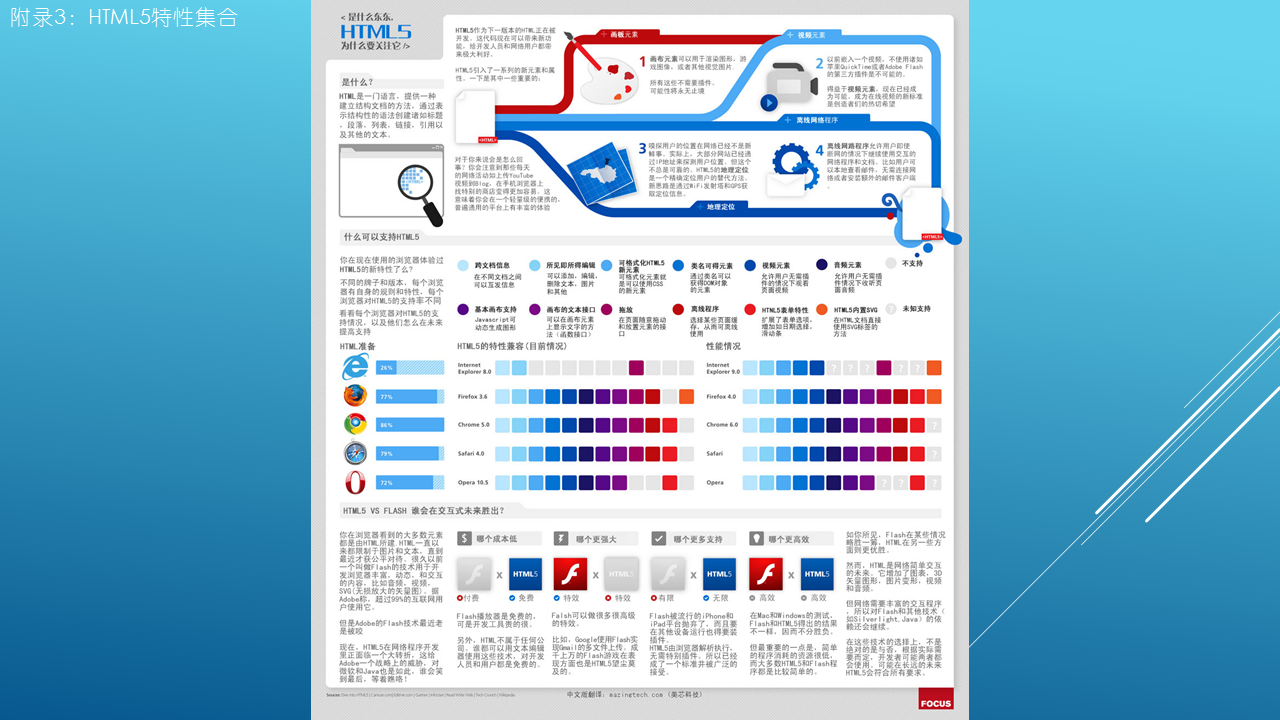 附录3：HTML5特性集合
< 是什么东东.
HTML5
为什么要关注它 />
HTML5作为下一版本的HTML正在被
开发，这代码现在可以带来新功
能，给开发人员和网络用户都带
来极大利好。
HTML5引入了一系列的新元素和属
性，一下是其中一些重要的：
+ 画板元素
1 画布元素可以用于渲染图形，游
戏图像，或者其他视觉图片。
所有这些不需要插件，
可能性将永无止境
+ 视频元素
2 以前嵌入一个视频，不使用诸如
苹果QuickTime或者Adobe Flash
的第三方插件是不可能的。
得益于视频元素，现在已经成
为可能，成为在线视频的新标准
是创造者们的热切希望
是什么?
HTML是一门语言，提供一种
建立结构文档的方法，通过表
示结构性的语法创建诸如标题
，段落、列表、链接，引用以
及其他的文本.
<HTML>
+ 离线网络程序
对于你来说会是怎么回
事？你会注意到那些每天
的网络活动如上传YouTube
视频到Blog，在手机浏览器上
找特别的商店变得更加容易，这
意味着你会在一个轻量级的便携的，
普遍通用的平台上有丰富的体验
3 嗅探用户的位置在网络已经不是新
鲜事，实际上，大部分网站已经通
过IP地址来探测用户位置，但这个
不总是可靠的，HTML5的地理定位
是一个精确定位用户的替代方法，
新思路是通过WiFi发射塔和GPS获
取定位信息.
4 离线网路程序允许用户即使
断网的情况下继续使用交互的
网络程序和文档，比如用户可
以本地查看邮件，无需连接网
络或者安装额外的邮件客户端
。
+ 地理定位
<HTML5>
什么可以支持HTML5
你在现在使用的浏览器体验过
HTML5的新特性了么？
不同的牌子和版本，每个浏览
器有自身的规则和特性，每个
浏览器对HTML5的支持率不同
看看每个浏览器对HTML5的支
持情况，以及他们怎么在未来
提高支持
跨文档信息
在不同文档之间
可以互发信息
所见即所得编辑
可以添加，编辑，
删除文本，图片
和其他
可格式化HTML5
新元素
可格式化元素就
是可以使用CSS
的新元素
类名可得元素
通过类名可以
获得DOM对象
的元素
视频元素
允许用户无需插
件的情况下观看
页面视频
音频元素
允许用户无需插
件情况下收听页
面音频
不支持
基本画布支持
Javascript可
动态生成图形
画布的文本接口
可以在画布元素
上显示文字的方
法（函数接口）
拖放
在页面随意拖动
和放置元素的接
口
离线程序
选择某些页面缓
存，从而可离线
使用
HTNL5表单特性
扩展了表单选项，
增加如日期选择，
滑动条
HTML5内置SVG
在HTML文档直接
使用SVG标签的
方法
? 未知支持
HTML准备
HTML5的特性兼容(目前情况)
性能情况
26%
Internet
Explorer 8.0
Internet
Explorer 9.0
? ? ? ? ?
77%
Firefox 3.6
Firefox 4.0
86%
Chrome 5.0
Chrome 6.0
?
79%
Safari 4.0
Safari
?
72%
Opera 10.5
Opera
? ? ?
HTML5 VS FLASH 谁会在交互式未来胜出？
你在浏览器看到的大多数元素
都是由HTML所建.HTML一直以
来都限制于图片和文本，直到
最近才获公平对待. 很久以前
一个叫做Flash的技术用于开
发浏览器丰富，动态，和交互
的内容，比如音频，视频，
SVG(无损放大的矢量图)，据
Adobe称，超过99%的互联网用
户使用它.
但是Adobe的Flash技术最近老
是被咬
现在，HTML5在网络程序开发
里正面临一个大转折，这给
Adobe一个战略上的威胁，对
微软和Java也是如此，谁会笑
到最后，等着瞧咯！
$ 哪个成本低
X HTML5
付费 免费
Flash播放器是免费的，
可是开发工具贵的很.
另外，HTML不属于任何公
司，谁都可以用文本编辑
器使用这些技术，对开发
人员和用户都是免费的.
哪个更强大
X HTML5
特效 特效
Falsh可以做很多很高级
的特效.
比如，Google使用Flash实
现Gmail的多文件上传，成
千上万的Flash游戏在表
现方面也是HTML5望尘莫
及的.
哪个更多支持
X HTML5
有限 无限
Flash被流行的iPhone和
iPad平台抛弃了，而且要
在其他设备运行也得要装
插件.
HTML5由浏览器解析执行，
无需特别插件，所以已经
成了一个标准并被广泛的
接受.
哪个更高效
X HTML5
高效 高效
在Mac和Windows的测试，
Flash和HTML5得出的结果
不一样，因而不分胜负.
但最重要的一点是，简单
的程序消耗的资源很低，
而大多数HTML5和Flash程
序都是比较简单的.
如你所见，Flash在某些情况
略胜一筹，HTML在另一些方
面则更优胜.
然而，HTML是网络简单交互
的未来，它增加了图表，3D
矢量图形，图片变形，视频
和音频.
但网络需要丰富的交互程序
，所以对Flash和其他技术（
如Silverlight,Java）的依
赖还会继续.
在这些技术的选择上，不是
绝对的是与否，根据实际需
要而定，开发者可能两者都
会使用，可能在长远的未来
HTML5会符合所有要求.
中文版翻译：mazingtech.com（美芯科技）
FOCUS